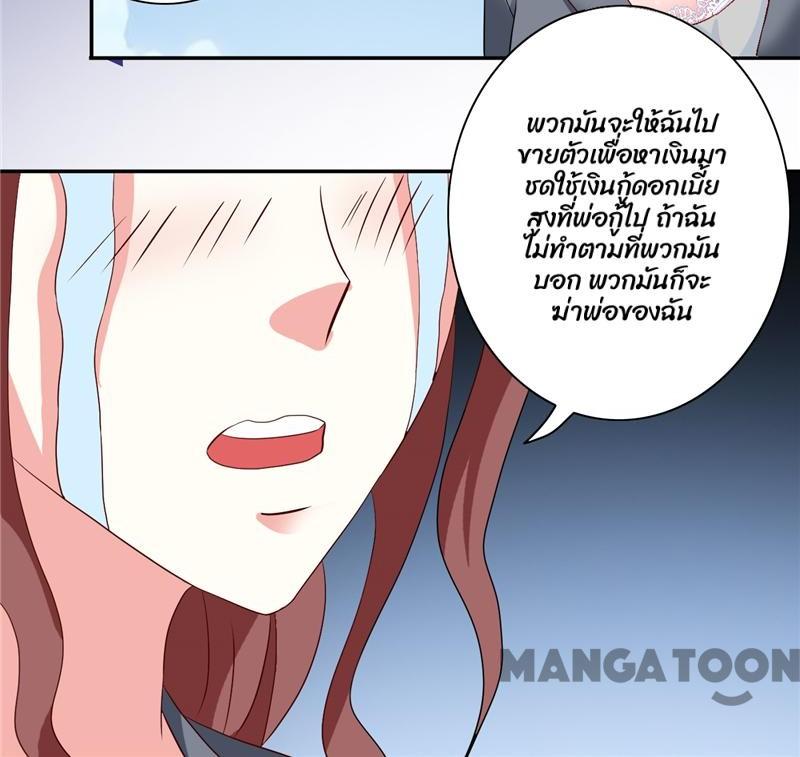 พวกมันจะให้ฉันไป
ขายตัวเพื่อหาเงินมา
ชดใช้เงินกู้ดอกเบี้ย
สูงที่พ่อกู้ไป ถ้าฉัน
ไม่ทำตามที่พวกมัน
บอก พวกมันก็จะ
ฆ่าพ่อของฉัน
MANGATOON